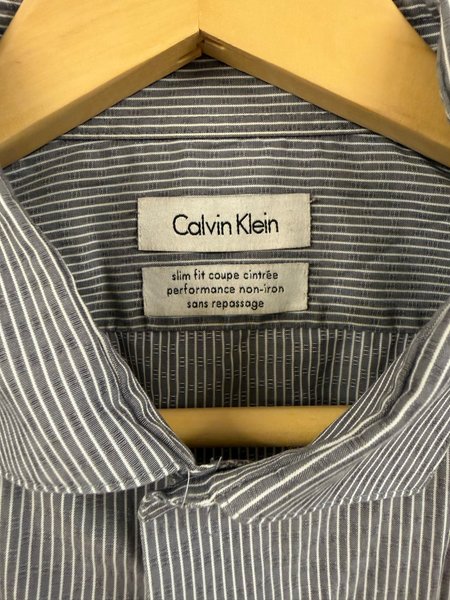 Calvin Klein
slim fit coupe cintrée
performance non-iron
sans repassage